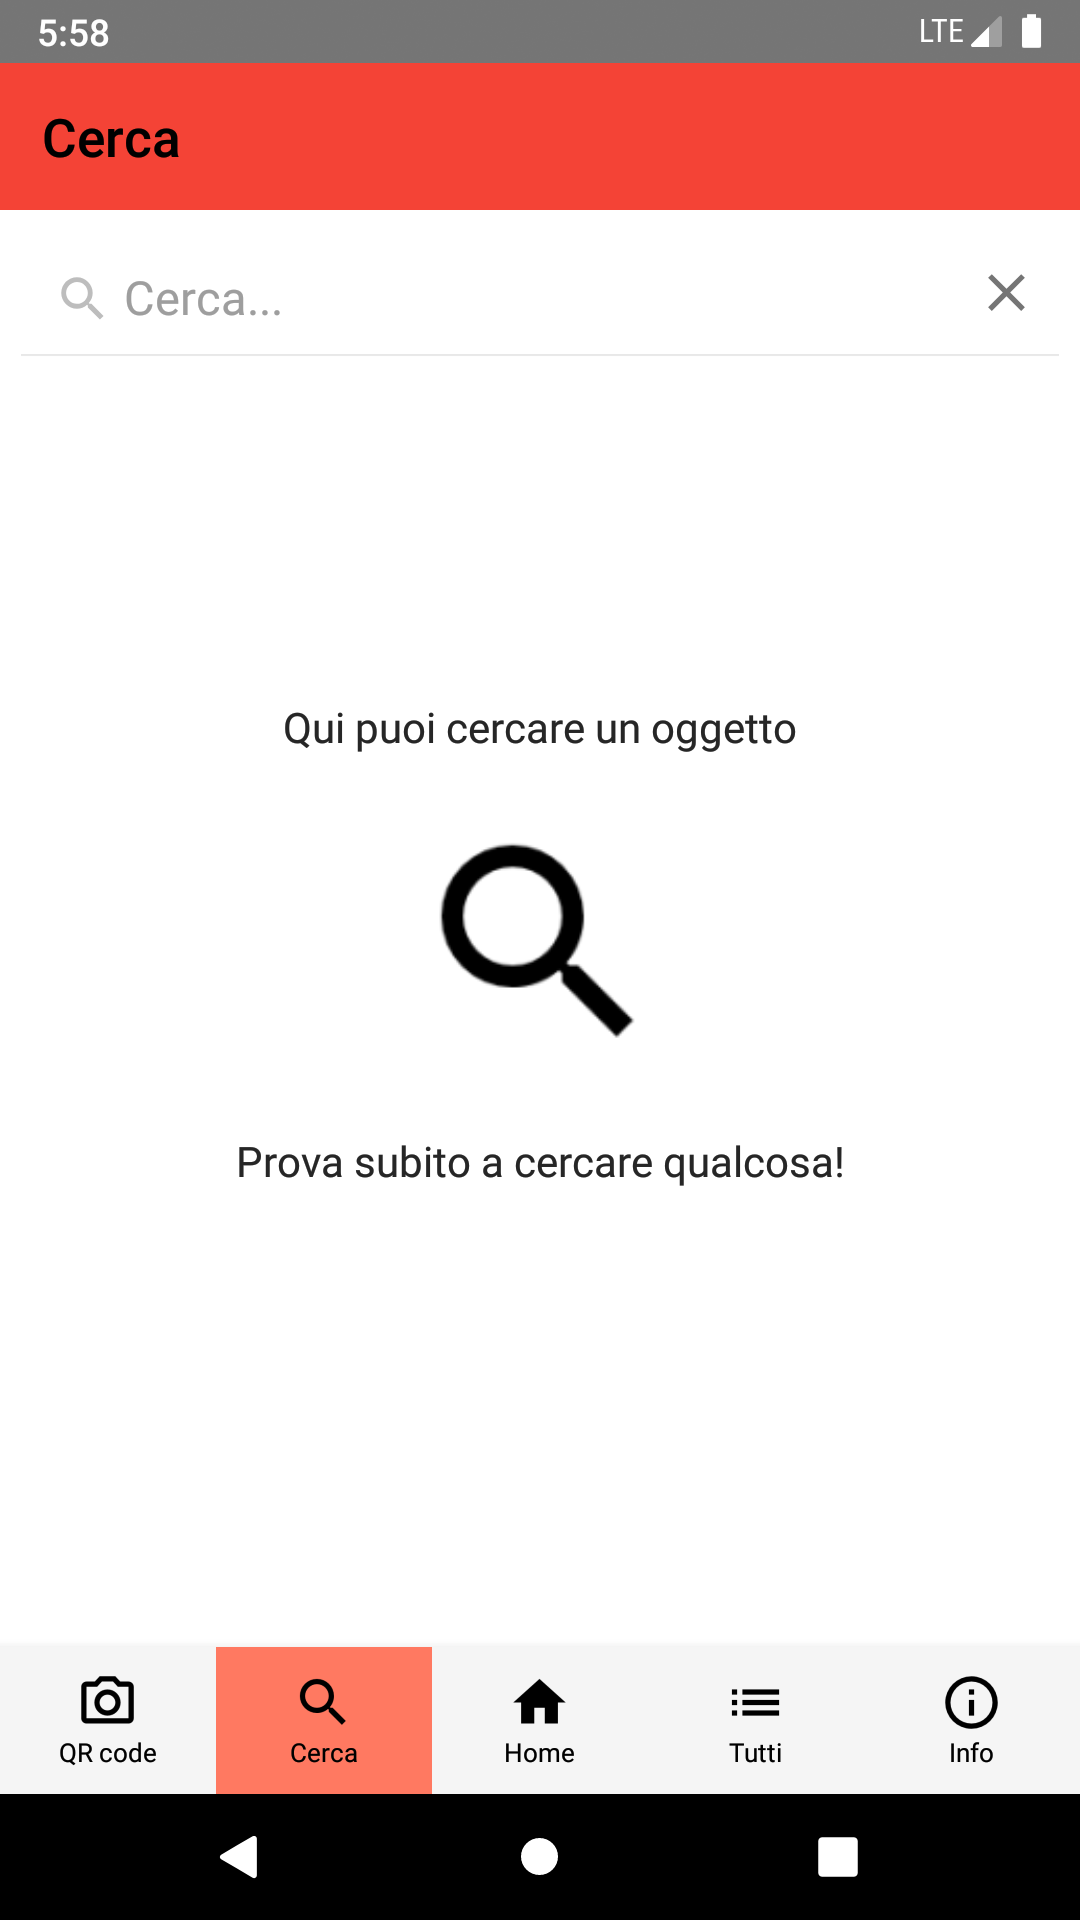 5:58 LTE
Cerca
Cerca...
Qui puoi cercare un oggetto
Prova subito a cercare qualcosa!
QR code Cerca Home Tutti Info